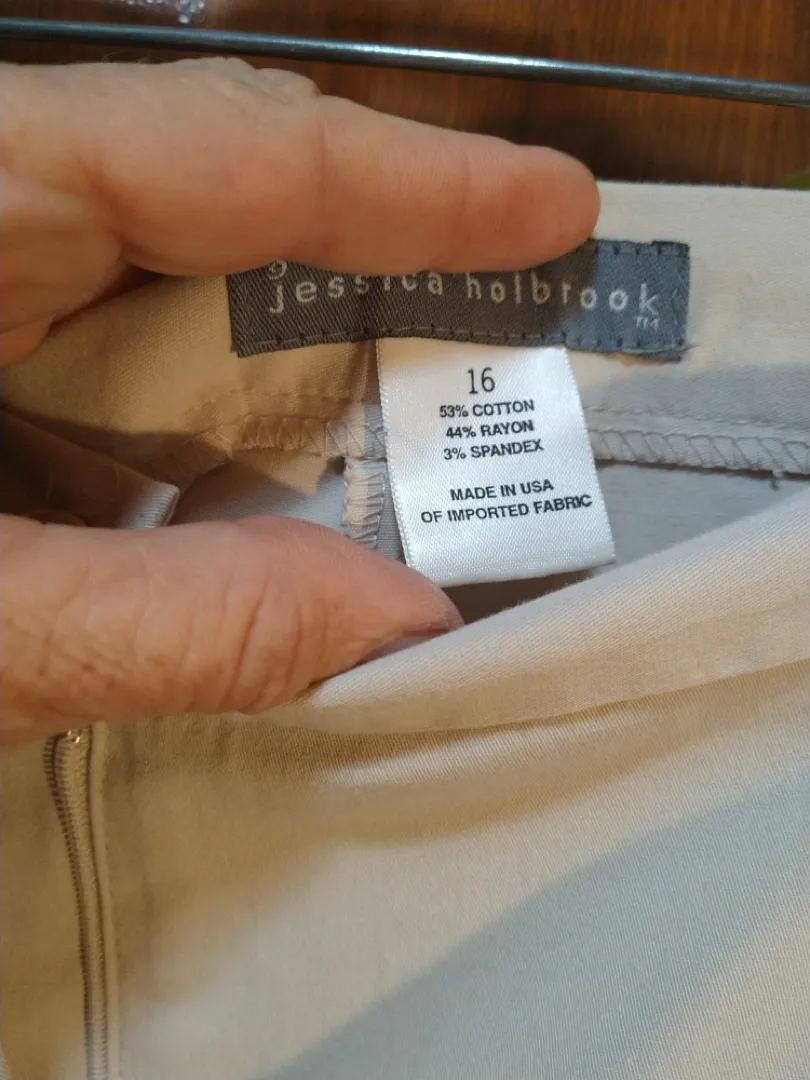 jessica holbrook
TM
16
53% COTTON
44% RAYON
3% SPANDEX
MADE IN USA
OF IMPORTED FABRIC